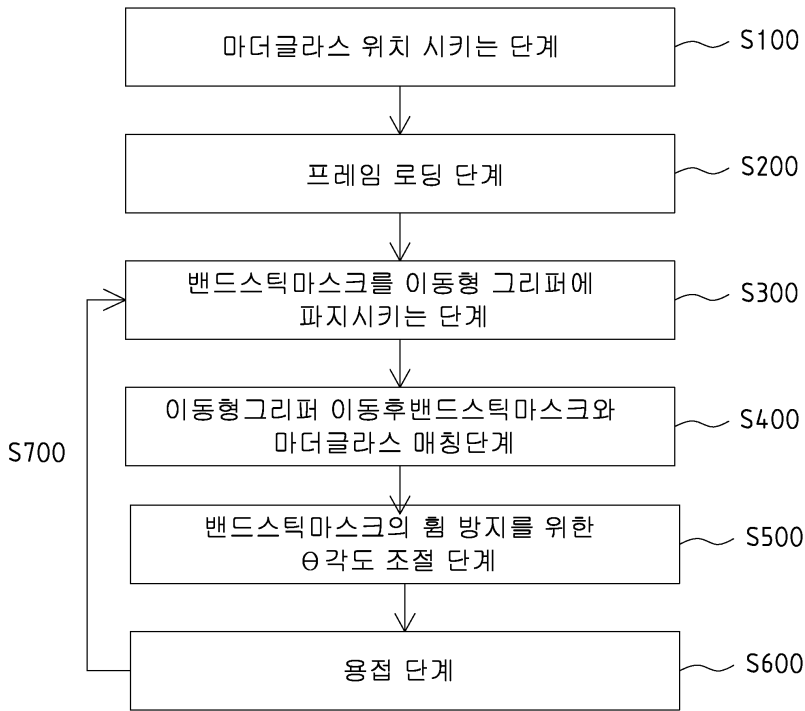 마더글라스 위치 시키는 단계
S100
프레임 로딩 단계
S200
밴드스틱마스크를 이동형 그리퍼에
파지시키는 단계
S300
이동형그리퍼 이동후밴드스틱마스크와
마더글라스 매칭단계
S400
S700
밴드스틱마스크의 휨 방지를 위한
θ각도 조절 단계
S500
용접 단계
S600